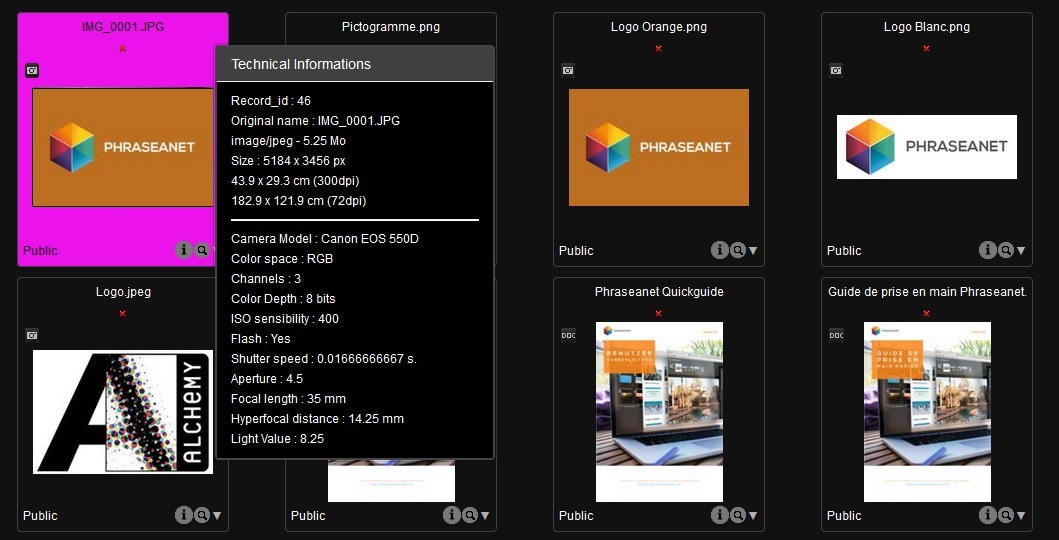 IMG_0001.JPG
Pictogramme.png
Logo Orange.png
Logo Blanc.png
Technical Informations
Record_id : 46
Original name : IMG_0001.JPG
image/jpeg - 5.25 Mo
Size : 5184 x 3456 px
43.9 x 29.3 cm (300dpi)
182.9 x 121.9 cm (72dpi)
Camera Model : Canon EOS 550D
Color space : RGB
Channels : 3
Color Depth : 8 bits
ISO sensibility : 400
Flash : Yes
Shutter speed : 0.01666666667 s.
Aperture : 4.5
Focal length : 35 mm
Hyperfocal distance : 14.25 mm
Light Value : 8.25
PHRASEANET
PHRASEANET
PHRASEANET
Public
Public
Public
Logo.jpeg
Phraseanet Quickguide
Guide de prise en main Phraseanet.
DOC
DOC
A
ALCHEMY
PHRASEANET
BENUTZER
PHRASEANET
GUIDE DE
PRISE EN
MAIN RAPIDE
Public
Public
Public
Public